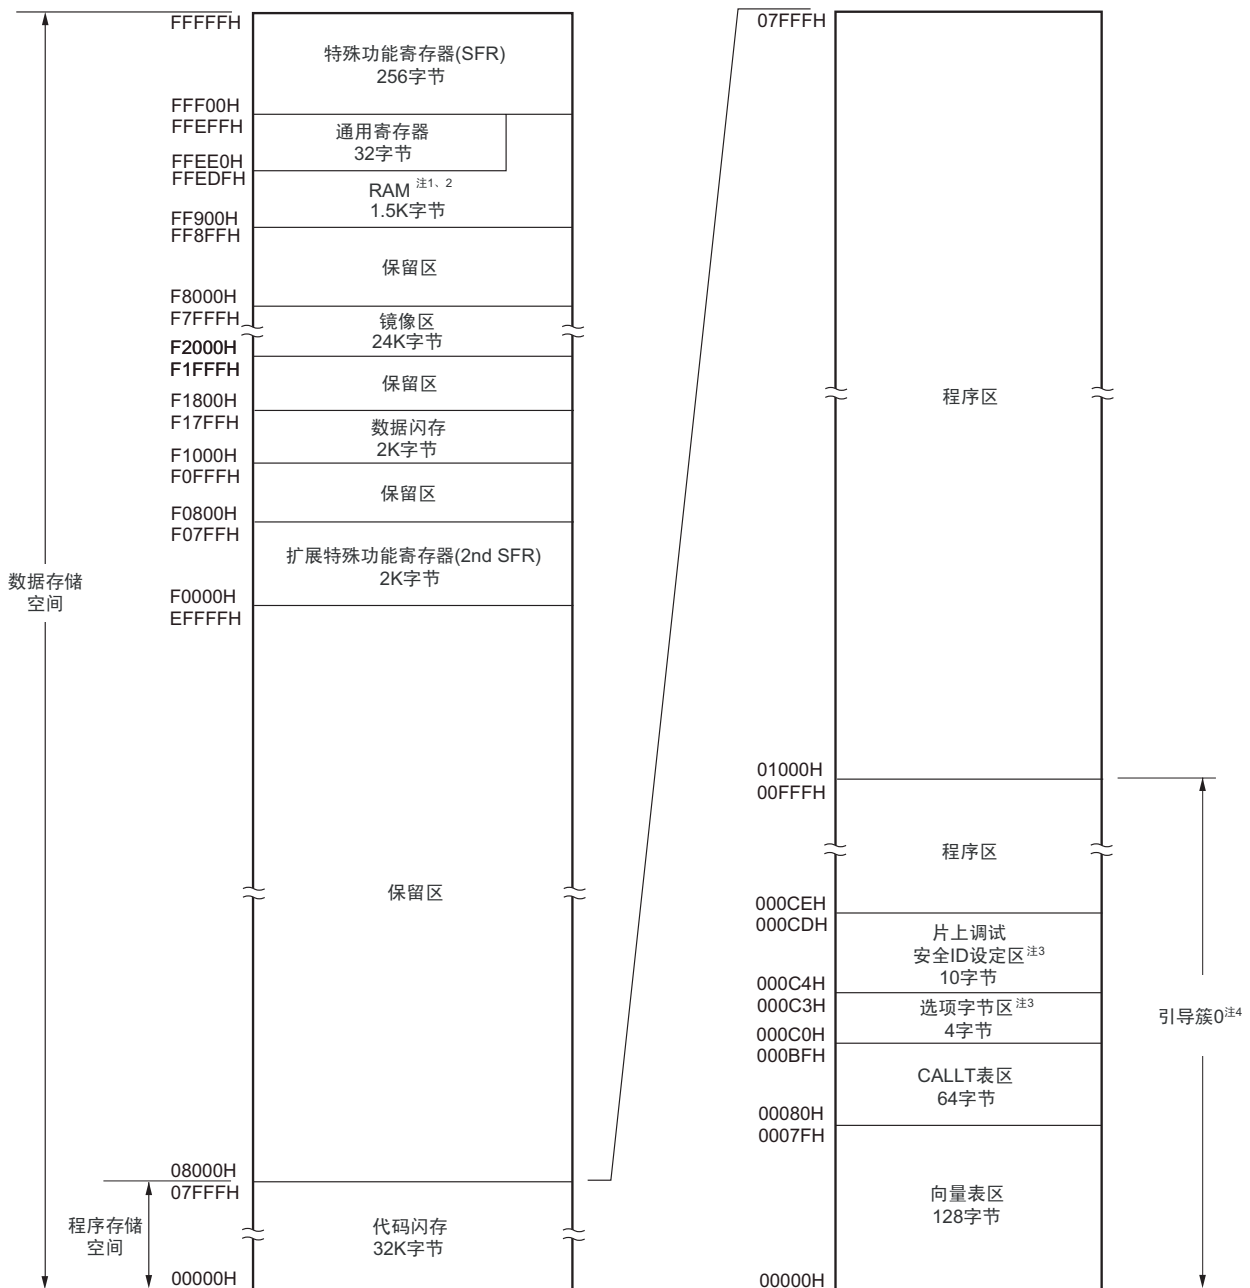 FFFFFH
特殊功能寄存器(SFR)
256字节
FFF00H
FFEFFH
通用寄存器
32字节
FFEE0H
FFEDFH
RAM 注1、2
1.5K字节
FF900H
FF8FFH
保留区
F8000H
F7FFFH
镜像区
24K字节
F2000H
F1FFFH
保留区
F1800H
F17FFH
数据闪存
2K字节
F1000H
F0FFFH
保留区
F0800H
F07FFH
扩展特殊功能寄存器(2nd SFR)
2K字节
F0000H
EFFFFH
数据存储
空间
保留区
08000H
07FFFH
程序存储
空间
代码闪存
32K字节
00000H
07FFFH
程序区
01000H
00FFFH
程序区
000CEH
000CDH
片上调试
安全ID设定区注3
10字节
000C4H
000C3H
选项字节区注3
4字节
000C0H
000BFH
CALLT表区
64字节
00080H
0007FH
向量表区
128字节
00000H
引导簇0注4